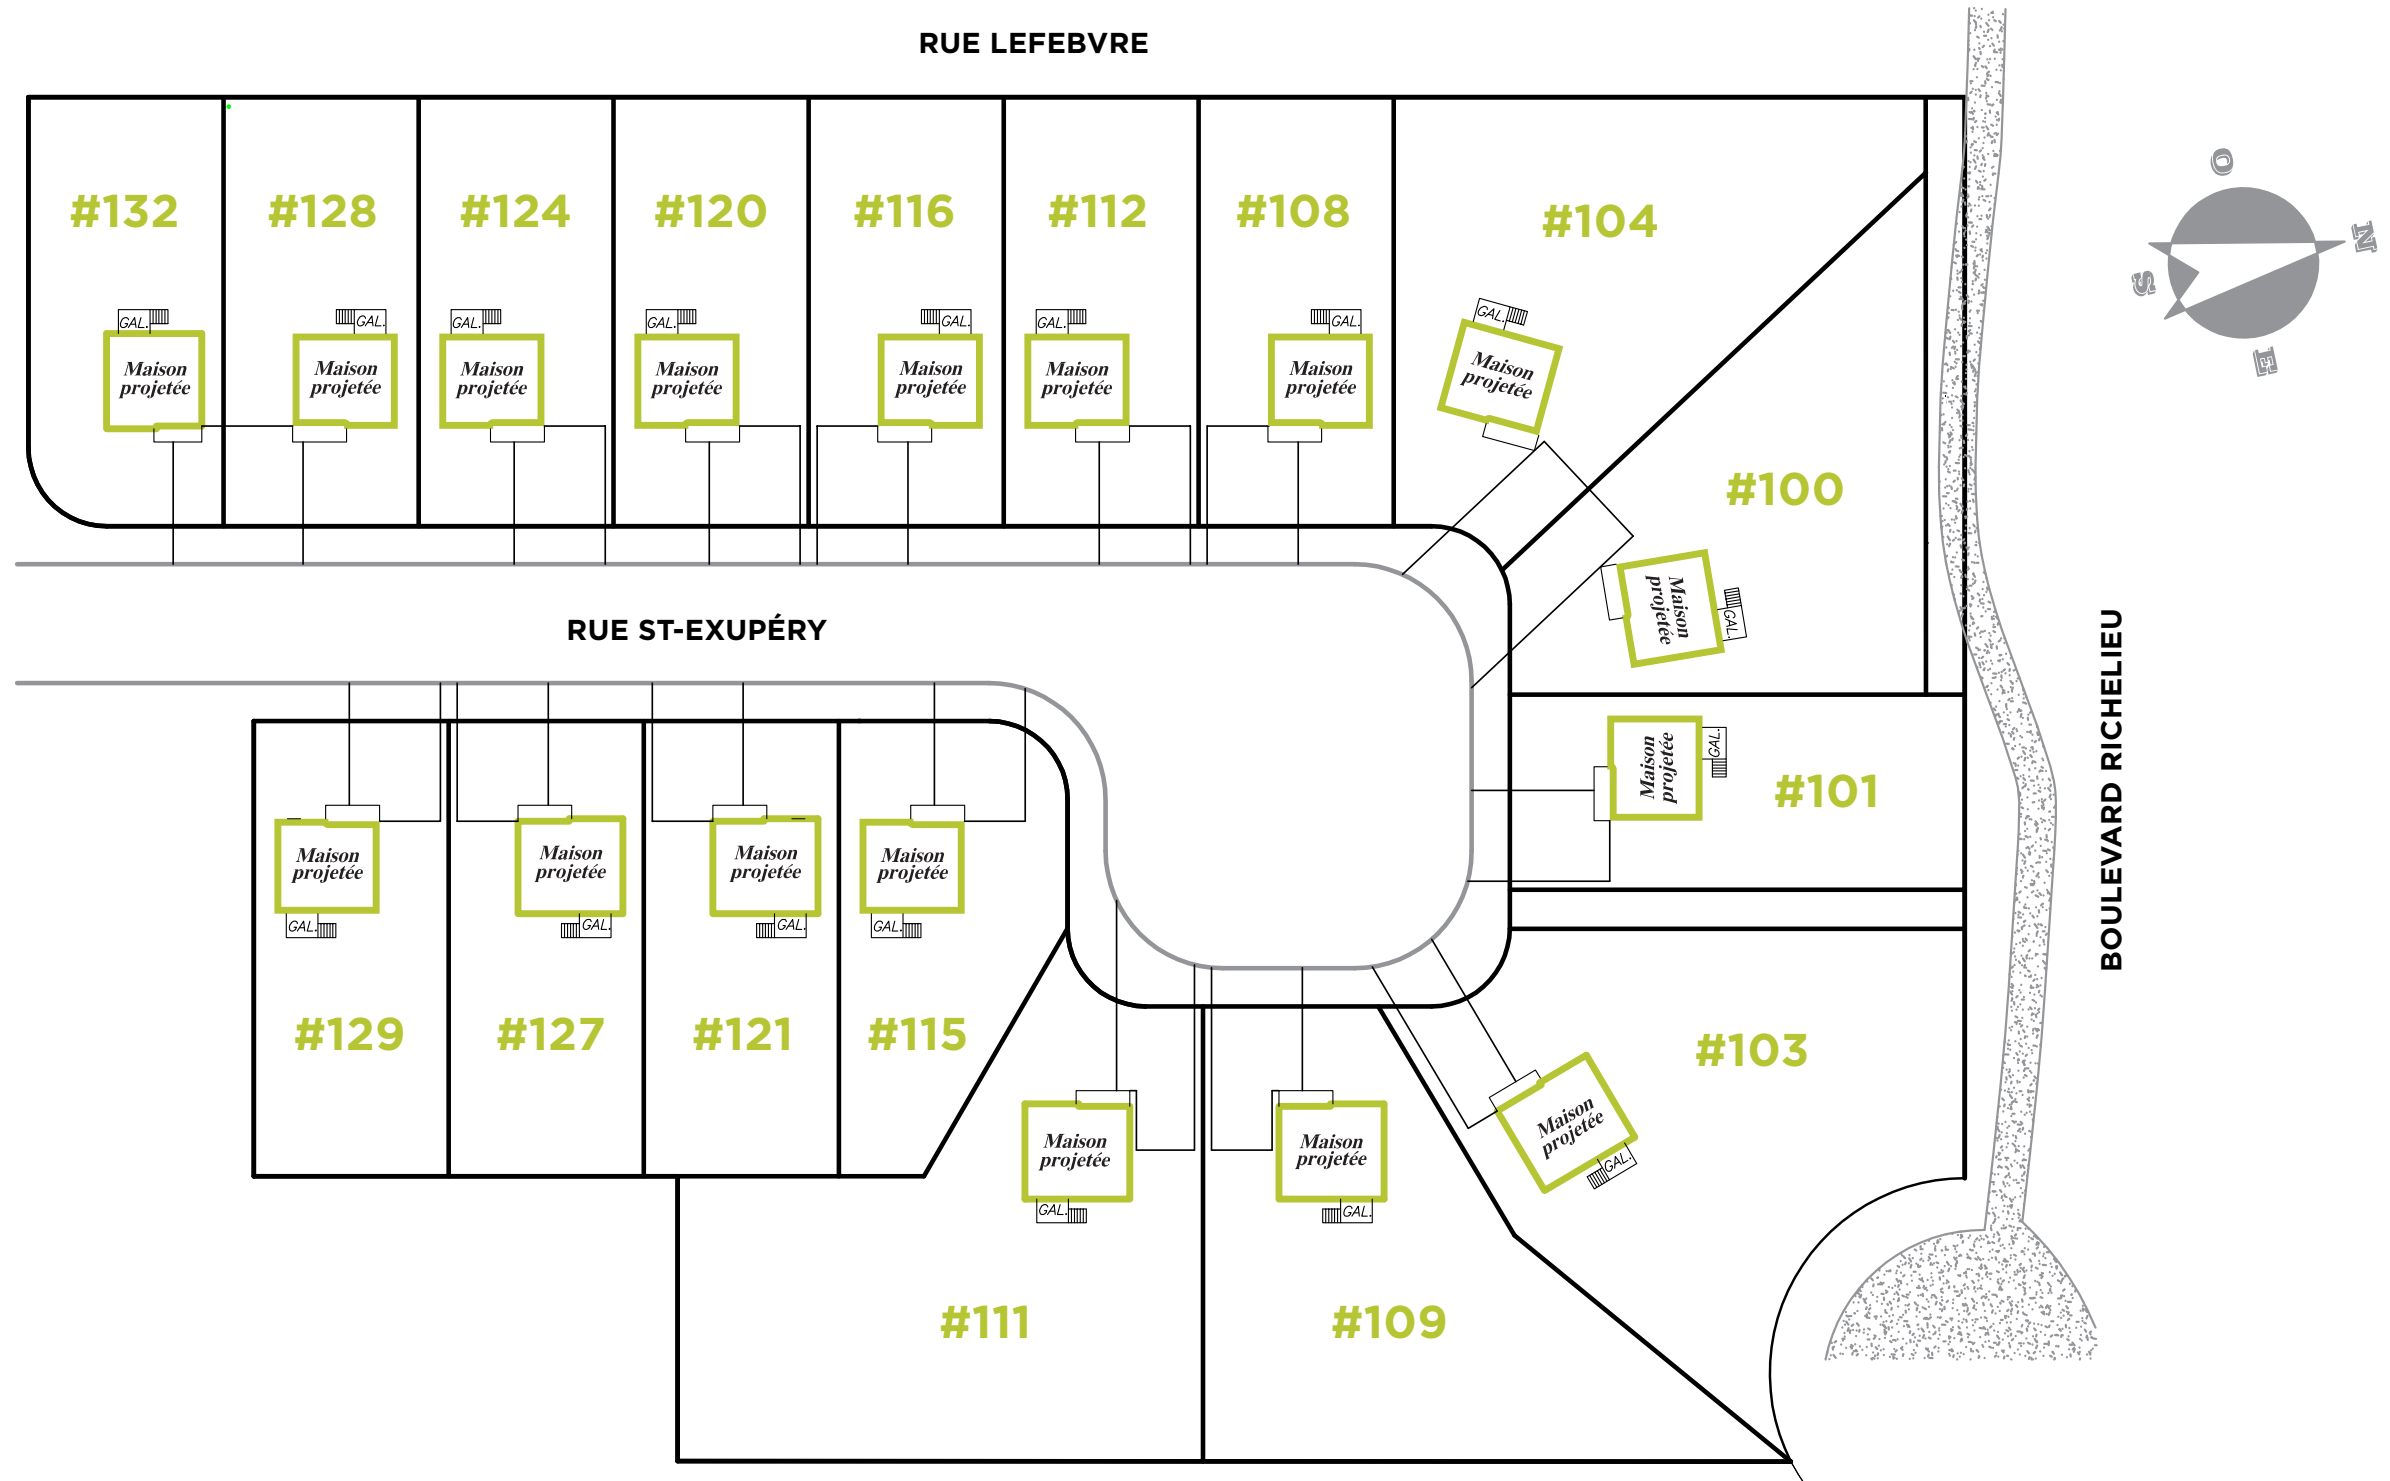 RUE LEFEBVRE
#132
#128
#124
#120
#116
#112
#108
#104
O
N
S
E
GAL.
GAL.
GAL.
GAL.
GAL.
GAL.
GAL.
GAL.
Maison
projetée
Maison
projetée
Maison
projetée
Maison
projetée
Maison
projetée
Maison
projetée
Maison
projetée
Maison
projetée
#100
Maison
projetée
GAL.
RUE ST-EXUPÉRY
BOULEVARD RICHELIEU
Maison
projetée
GAL.
#101
Maison
projetée
Maison
projetée
Maison
projetée
Maison
projetée
GAL.
GAL.
GAL.
GAL.
#129
#127
#121
#115
#103
Maison
projetée
Maison
projetée
Maison
projetée
GAL.
GAL.
GAL.
#111
#109